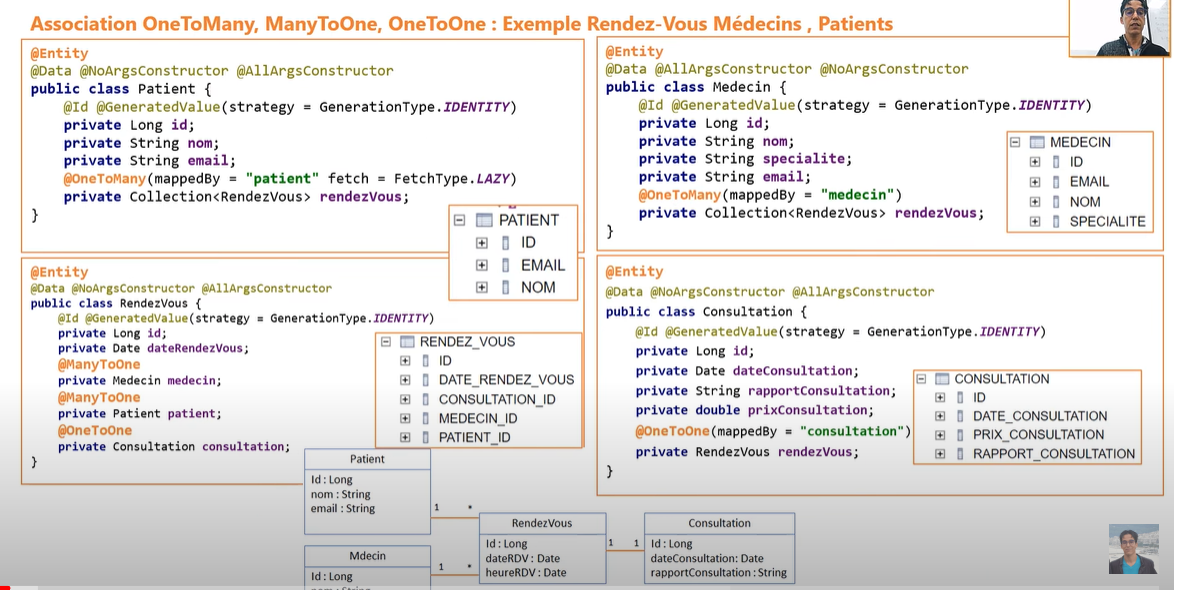 Association OneToMany, ManyToOne, OneToOne : Exemple Rendez-Vous Médecins , Patients
@Entity
@Data @NoArgsConstructor @AllArgsConstructor
public class Patient {
@Id @GeneratedValue(strategy = GenerationType.IDENTITY)
private Long id;
private String nom;
private String email;
@OneToMany(mappedBy = "patient" fetch = FetchType.LAZY)
private Collection<RendezVous> rendezVous;
}
PATIENT
ID
EMAIL
NOM
@Entity
@Data @AllArgsConstructor @NoArgsConstructor
public class Medecin {
@Id @GeneratedValue(strategy = GenerationType.IDENTITY)
private Long id;
private String nom;
private String specialite;
private String email;
@OneToMany(mappedBy = "medecin")
private Collection<RendezVous> rendezVous;
}
MEDECIN
ID
EMAIL
NOM
SPECIALITE
@Entity
@Data @NoArgsConstructor @AllArgsConstructor
public class RendezVous {
@Id @GeneratedValue(strategy = GenerationType.IDENTITY)
private Long id;
private Date dateRendezVous;
@ManyToOne
private Medecin medecin;
@ManyToOne
private Patient patient;
@OneToOne
private Consultation consultation;
}
RENDEZ_VOUS
ID
DATE_RENDEZ_VOUS
CONSULTATION_ID
MEDECIN_ID
PATIENT_ID
@Entity
@Data @NoArgsConstructor @AllArgsConstructor
public class Consultation {
@Id @GeneratedValue(strategy = GenerationType.IDENTITY)
private Long id;
private Date dateConsultation;
private String rapportConsultation;
private double prixConsultation;
@OneToOne(mappedBy = "consultation")
private RendezVous rendezVous;
}
CONSULTATION
ID
DATE_CONSULTATION
PRIX_CONSULTATION
RAPPORT_CONSULTATION
Patient
Id : Long
nom : String
email : String
1 *
Mdecin
Id : Long
1 *
RendezVous
Id : Long
dateRDV : Date
heureRDV : Date
1 1
Consultation
Id : Long
dateConsultation: Date
rapportConsultation : String